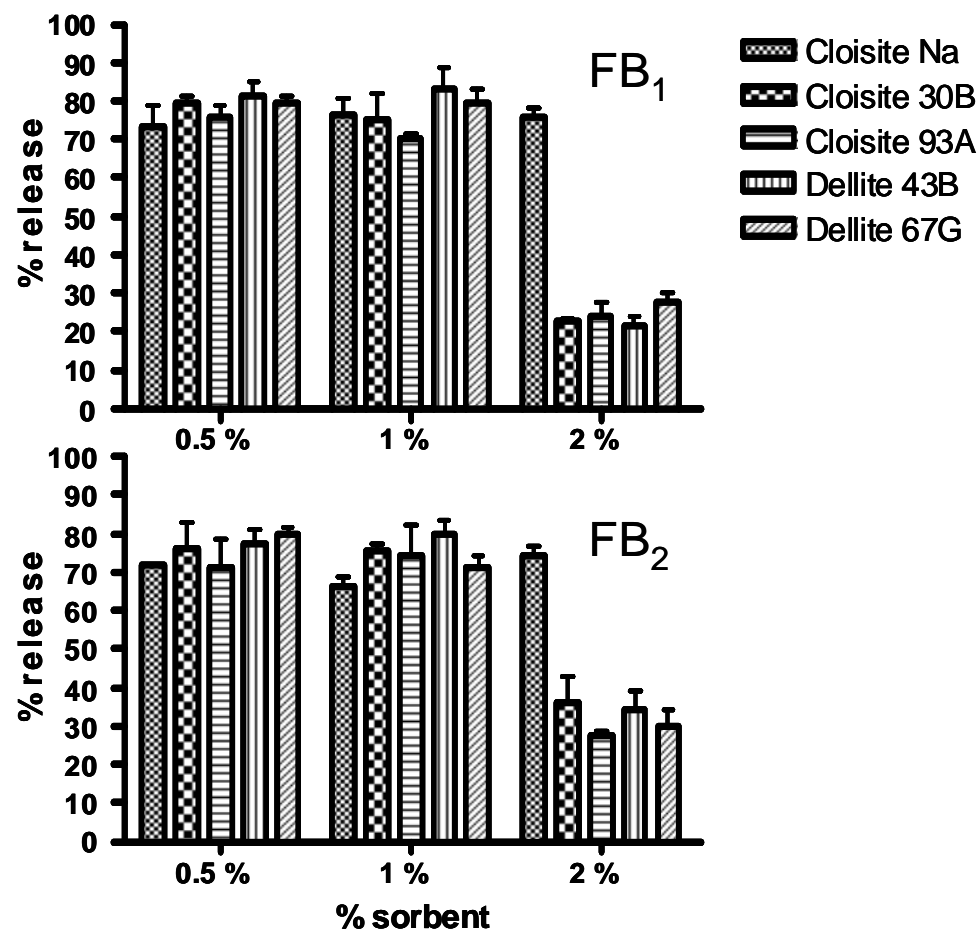 100
90
80
70
60
50
40
30
20
10
0
% release
FB₁
0.5 % 1 % 2 %
Cloisite Na
Cloisite 30B
Cloisite 93A
Dellite 43B
Dellite 67G
100
90
80
70
60
50
40
30
20
10
0
% release
FB₂
0.5 % 1 % 2 %
% sorbent